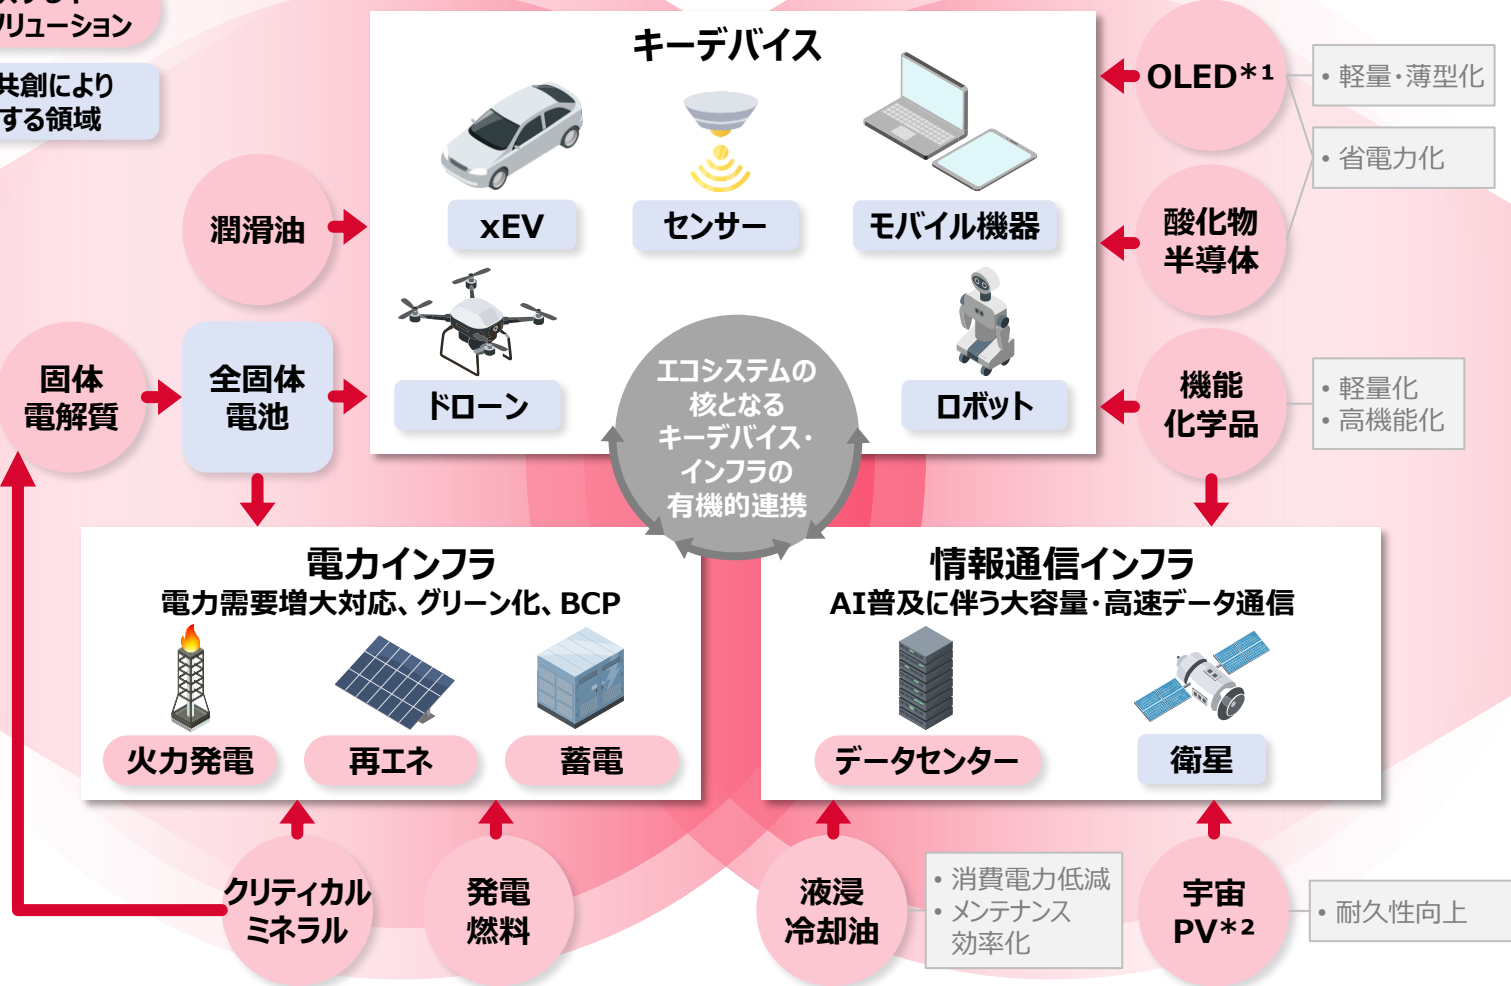 リューション
共創により
する領域
キーデバイス
xEV
センサー
モバイル機器
ドローン
ロボット
潤滑油
固体
電解質
全固体
電池
OLED*1
・軽量・薄型化
・省電力化
酸化物
半導体
機能
化学品
・軽量化
・高機能化
エコシステムの
核となる
キーデバイス・
インフラの
有機的連携
電力インフラ
電力需要増大対応、グリーン化、BCP
火力発電
再エネ
蓄電
情報通信インフラ
AI普及に伴う大容量・高速データ通信
データセンター
衛星
クリティカル
ミネラル
発電
燃料
液浸
冷却油
・消費電力低減
・メンテナンス
効率化
宇宙
PV*2
・耐久性向上